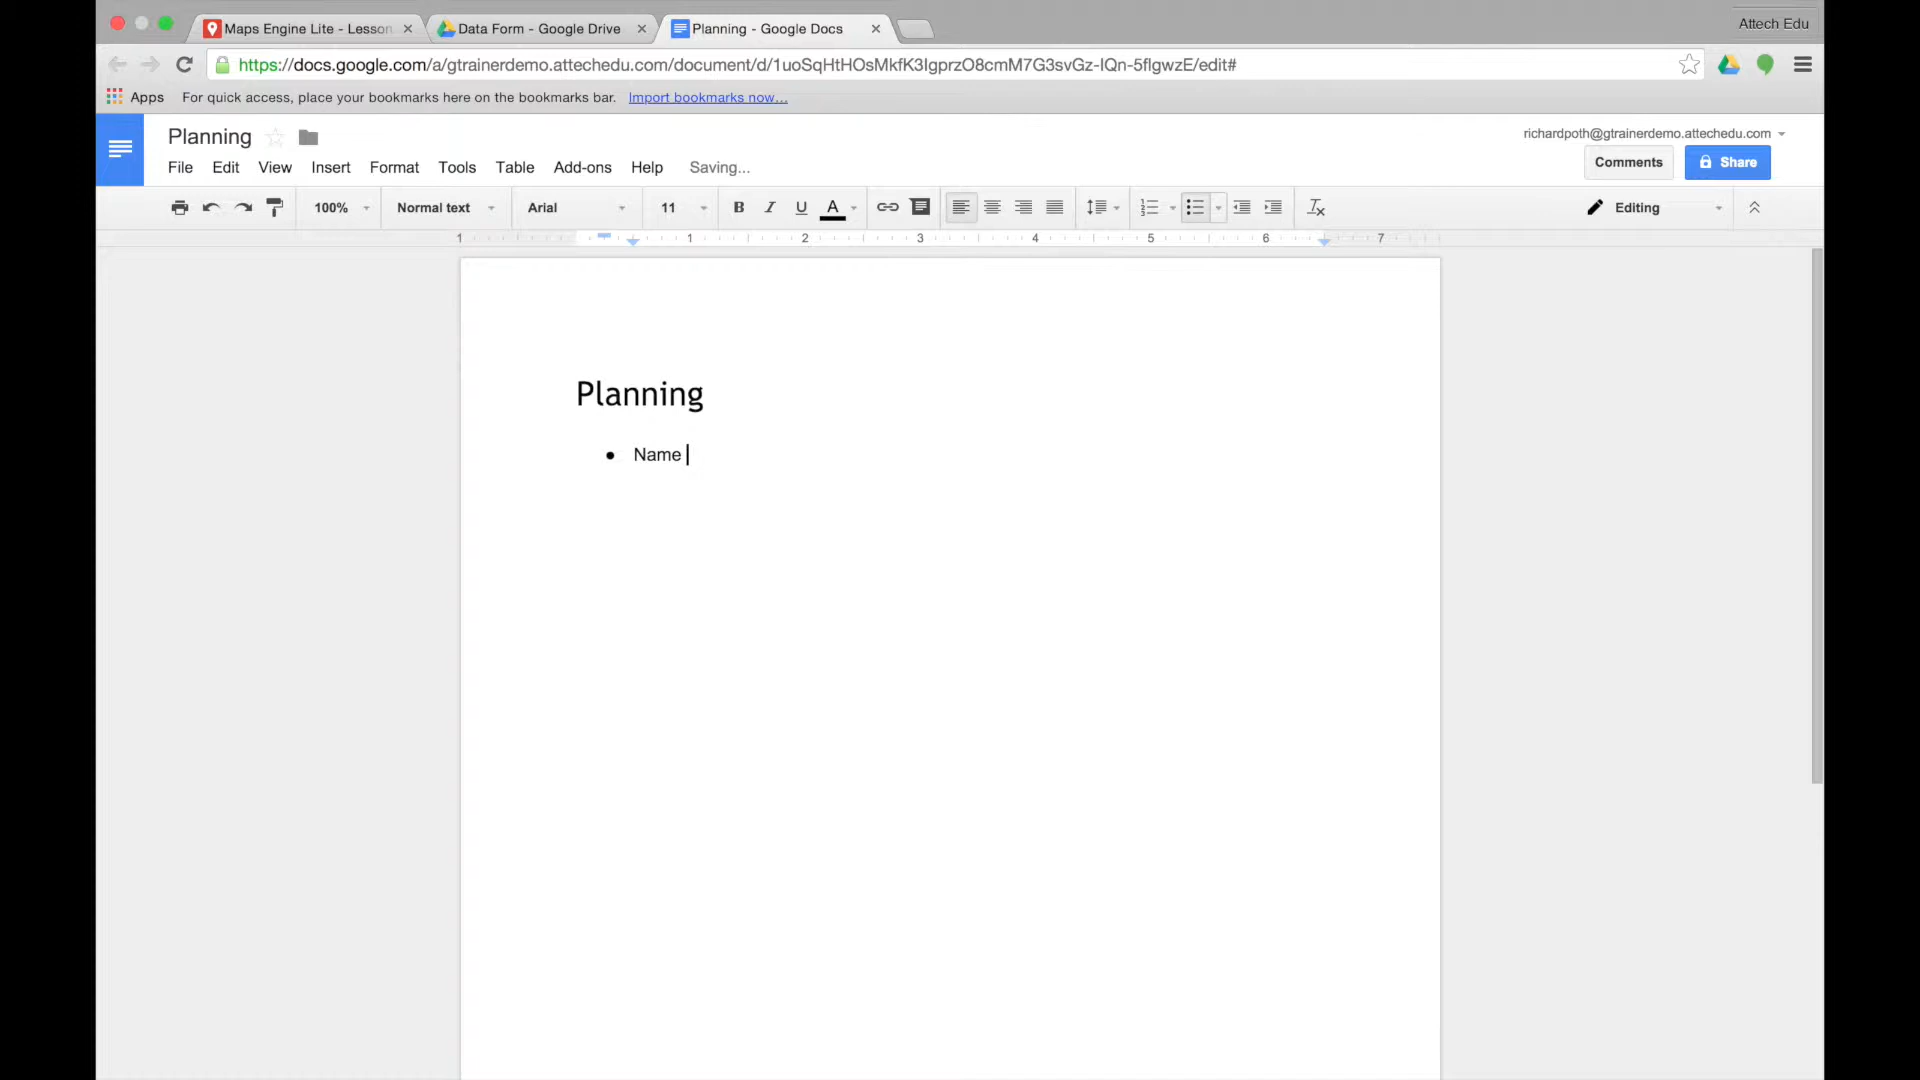 Attech Edu
Maps Engine Lite - Lesson
Data Form - Google Drive
Planning - Google Docs
https://docs.google.com/a/gtrainerdemo.attechedu.com/document/d/1uoSqHtHOsMkfK3IgprzO8cmM7G3svGz-IQn-5flgwzE/edit#
Apps For quick access, place your bookmarks here on the bookmarks bar. Import bookmarks now...
Planning
richardpoth@gtrainerdemo.attechedu.com
File Edit View Insert Format Tools Table Add-ons Help Saving...
Comments Share
100% Normal text Arial 11 B I U A Editing
1 1 2 3 4 5 6 7
Planning
● Name